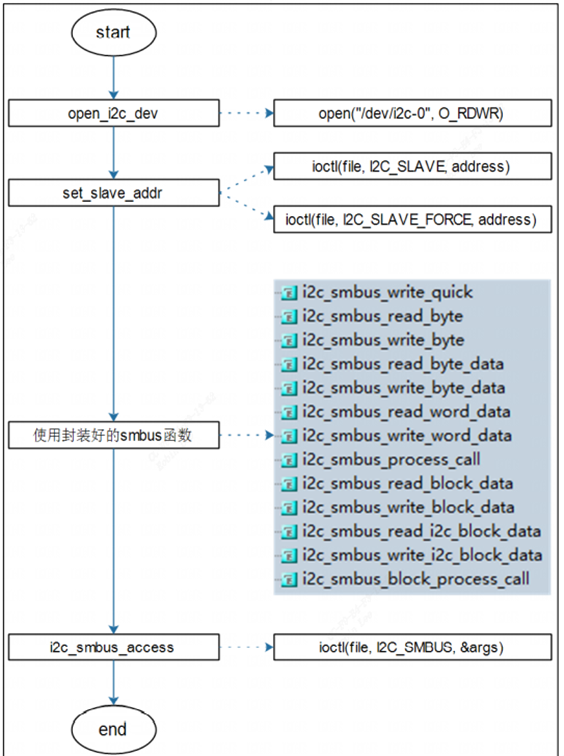 start
open_i2c_dev
open("/dev/i2c-0", O_RDWR)
ioctl(file, I2C_SLAVE, address)
set_slave_addr
ioctl(file, I2C_SLAVE_FORCE, address)
i2c_smbus_write_quick
i2c_smbus_read_byte
i2c_smbus_write_byte
i2c_smbus_read_byte_data
i2c_smbus_write_byte_data
i2c_smbus_read_word_data
使用封装好的smbus函数
i2c_smbus_write_word_data
i2c_smbus_process_call
i2c_smbus_read_block_data
i2c_smbus_write_block_data
i2c_smbus_read_i2c_block_data
i2c_smbus_write_i2c_block_data
i2c_smbus_block_process_call
i2c_smbus_access
ioctl(file, I2C_SMBUS, &args)
end